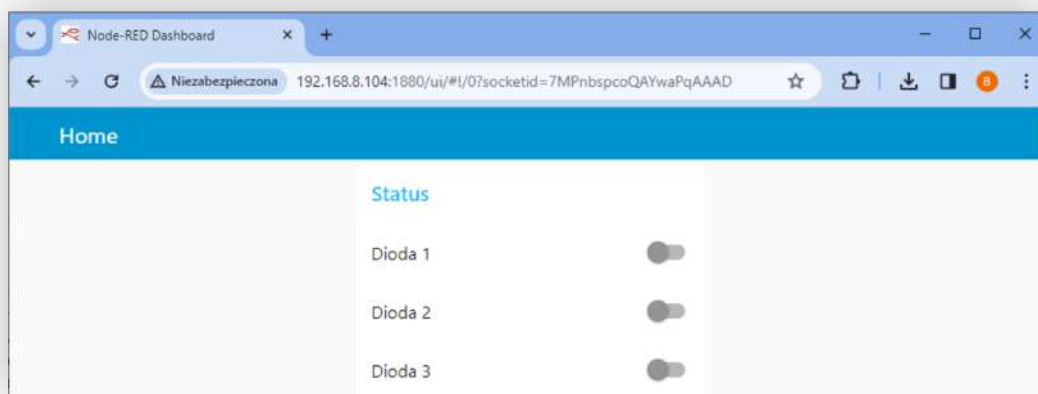 Node-RED Dashboard
Niezabezpieczona 192.168.8.104:1880/ui/#!/0?socketid=7MPnbspcoQAYwaPqAAAD
B
Home
Status
Dioda 1
Dioda 2
Dioda 3